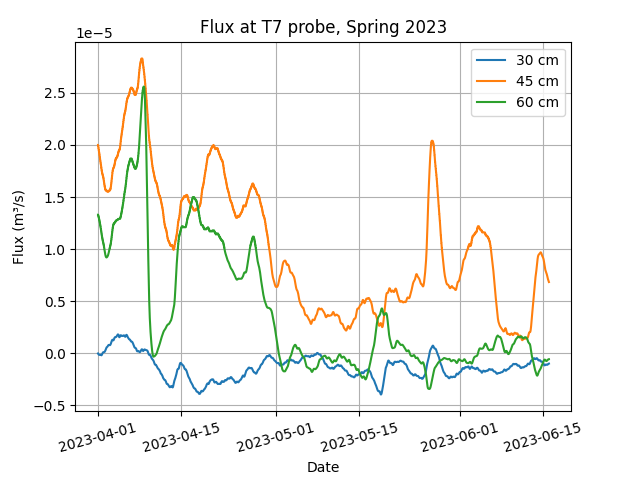 Flux at T7 probe, Spring 2023
1e−5
30 cm
45 cm
60 cm
2.5
2.0
1.5
1.0
0.5
0.0
−0.5
Flux (m³/s)
2023-04-01
2023-04-15
2023-05-01
2023-05-15
2023-06-01
2023-06-15
Date